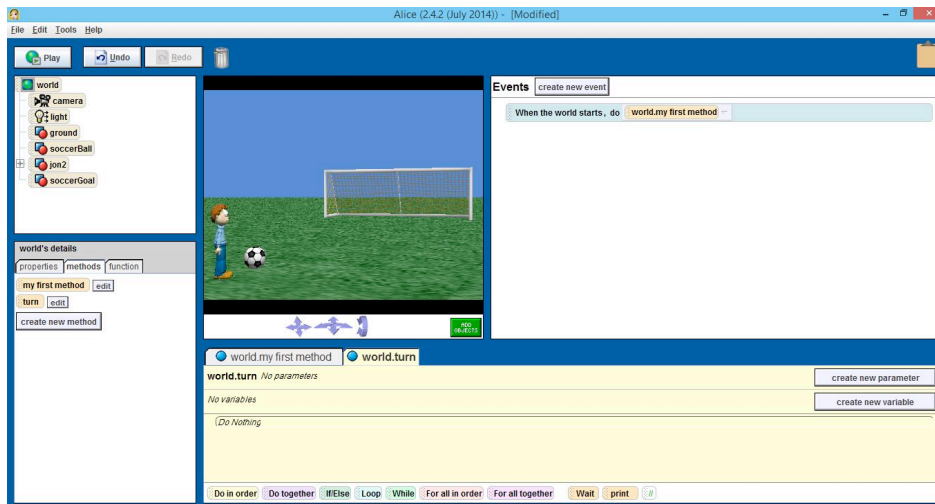 Alice (2.4.2 (July 2014)) - [Modified]
File Edit Tools Help
Play Undo Redo
world
camera
light
ground
soccerBall
jon2
soccerGoal
world's details
properties methods function
my first method edit
turn edit
create new method
ADD OBJECTS
Events create new event
When the world starts, do world.my first method
world.my first method world.turn
world.turn No parameters create new parameter
No variables create new variable
Do Nothing
Do in order Do together If/Else Loop While For all in order For all together Wait print //